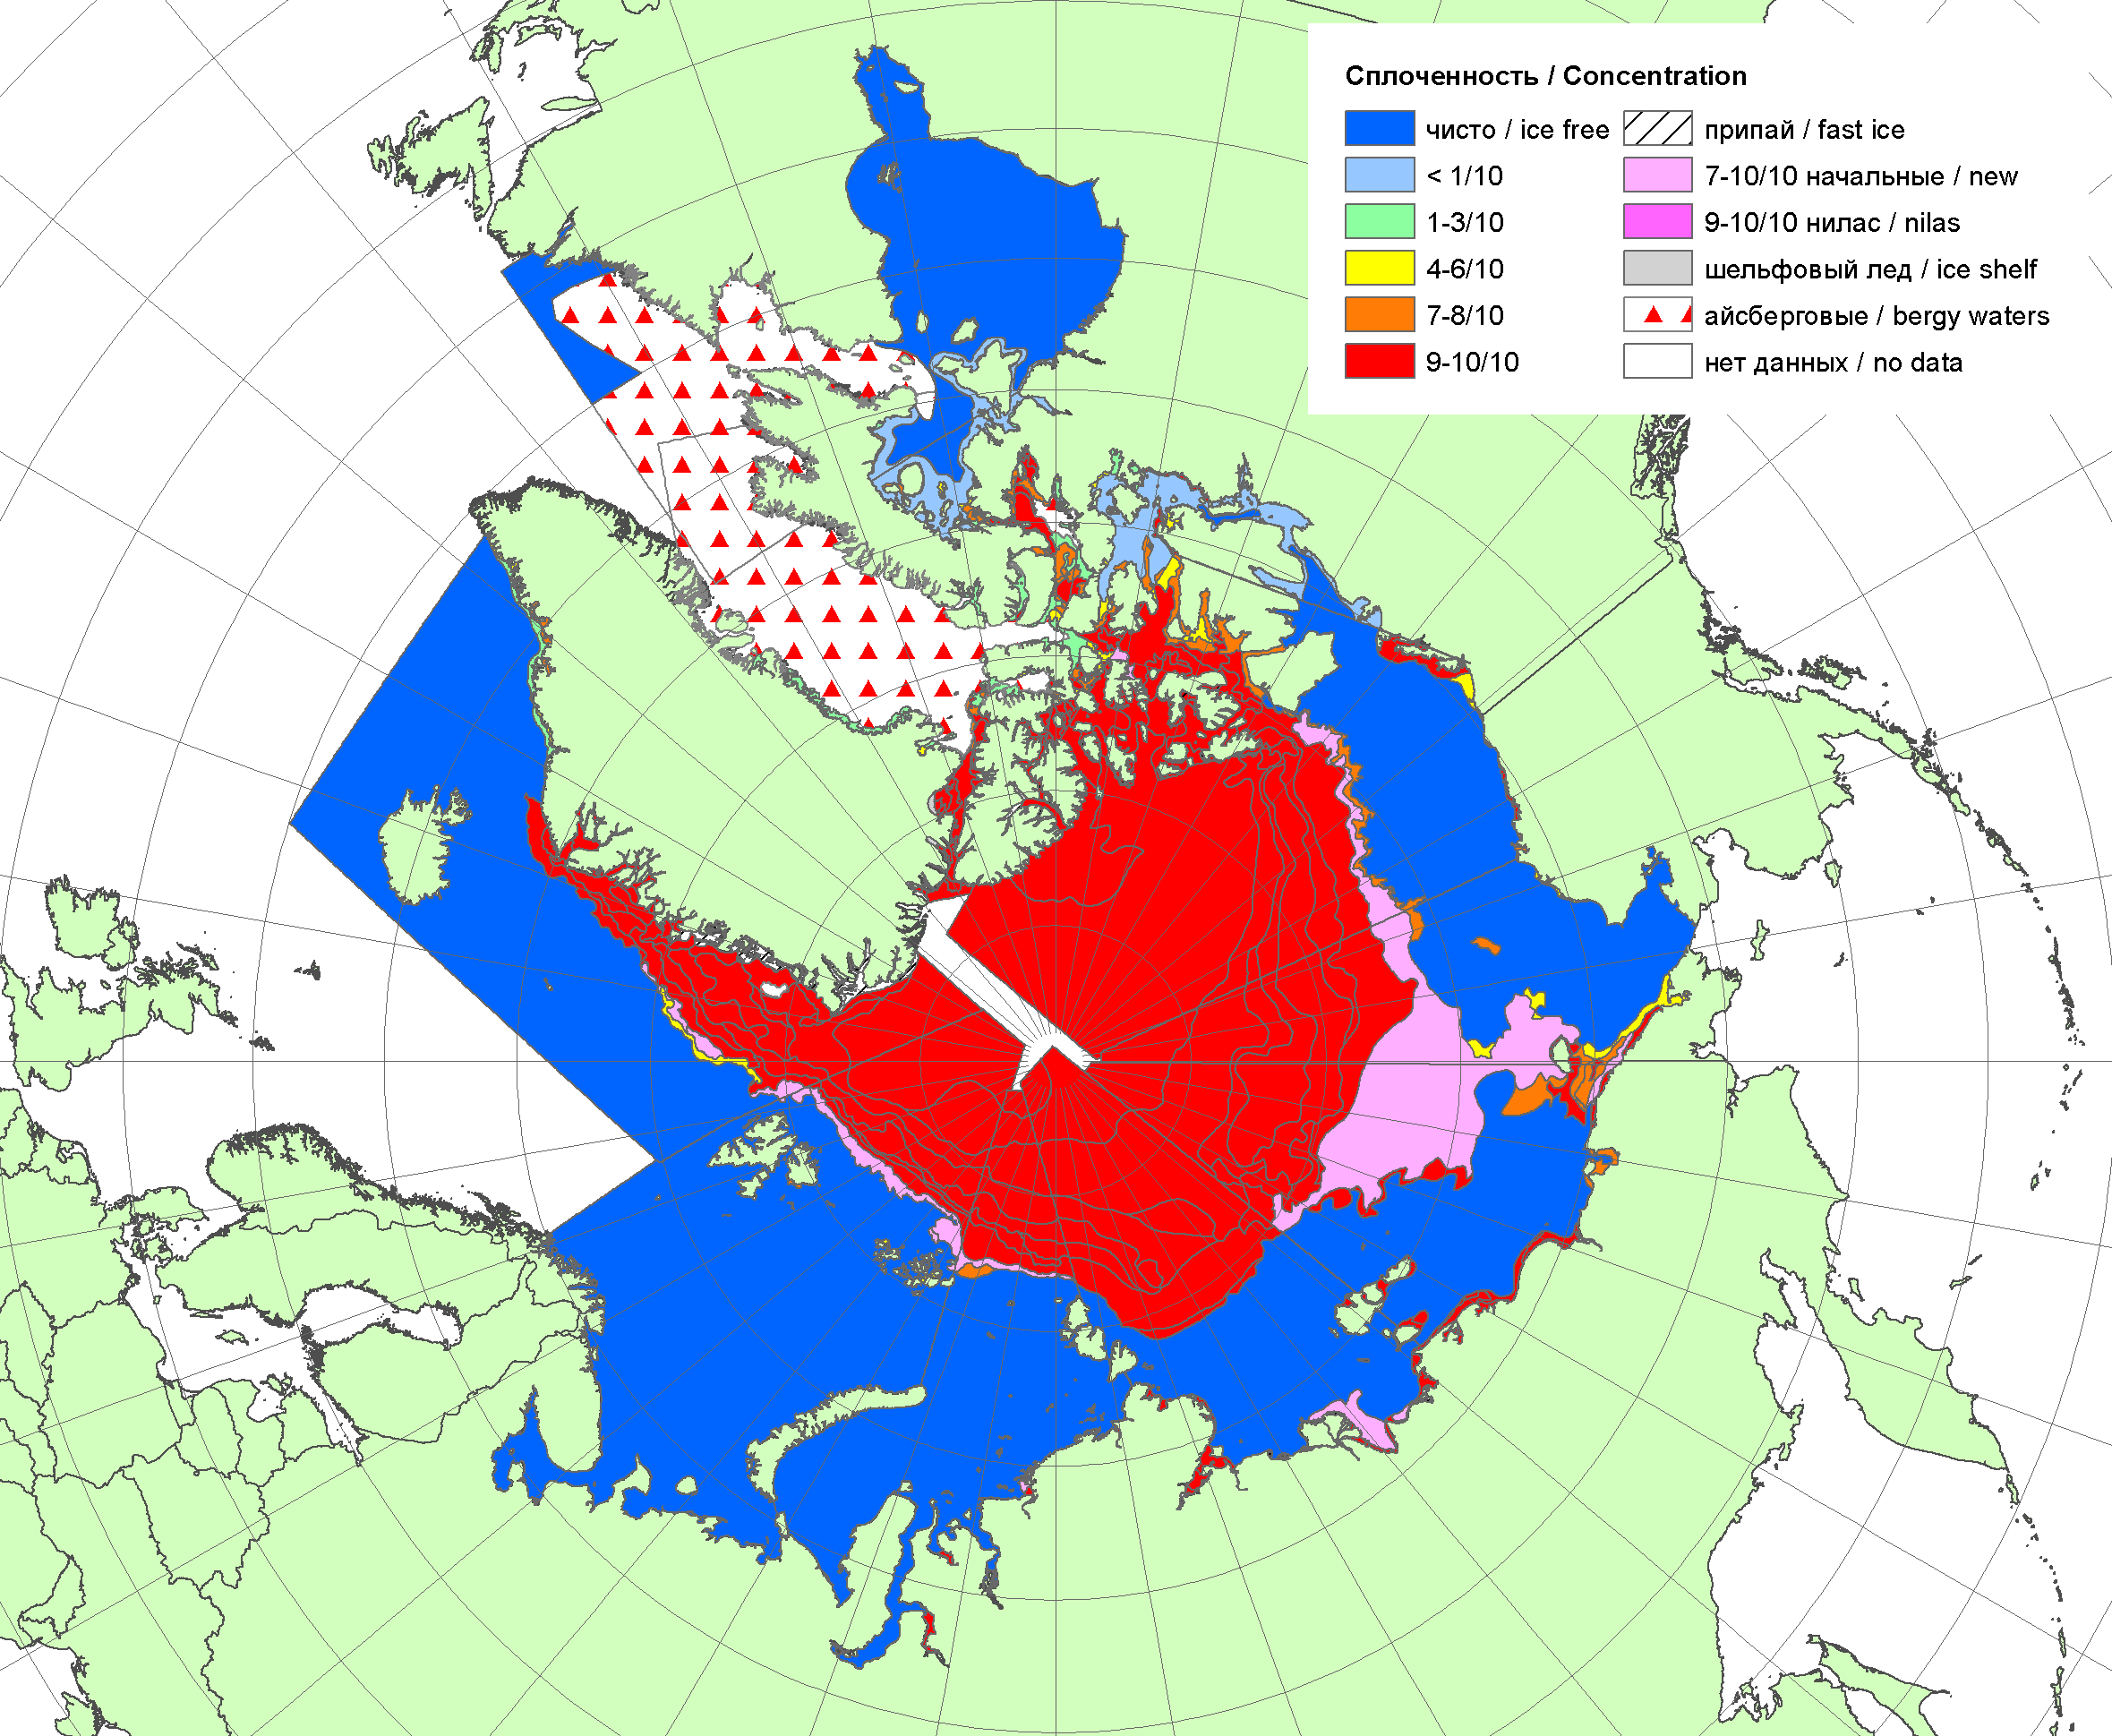 Сплоченность / Concentration
чисто / ice free
< 1/10
1-3/10
4-6/10
7-8/10
9-10/10
припай / fast ice
7-10/10 начальные / new
9-10/10 нилас / nilas
шельфовый лед / ice shelf
айсберговые / bergy waters
нет данных / no data